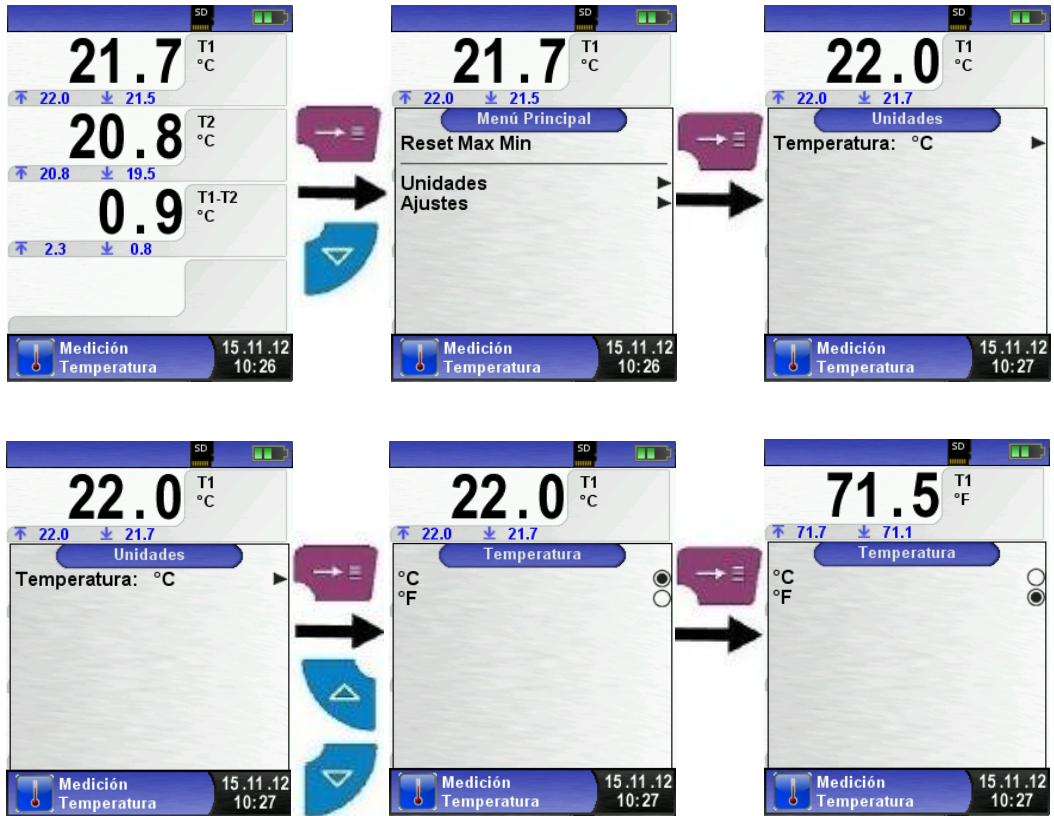 SD
21.7 T1
°C
22.0 21.5
20.8 T2
°C
20.8 19.5
0.9 T1-T2
°C
2.3 0.8
Medición 15.11.12
Temperatura 10:26
SD
21.7 T1
°C
22.0 21.5
Menú Principal
Reset Max Min
Unidades
Ajustes
Medición 15.11.12
Temperatura 10:26
SD
22.0 T1
°C
22.0 21.7
Unidades
Temperatura: °C
Medición 15.11.12
Temperatura 10:27
SD
22.0 T1
°C
22.0 21.7
Unidades
Temperatura: °C
Medición 15.11.12
Temperatura 10:27
SD
22.0 T1
°C
22.0 21.7
Temperatura
°C
°F
Medición 15.11.12
Temperatura 10:27
SD
71.5 T1
°F
71.7 71.1
Temperatura
°C
°F
Medición 15.11.12
Temperatura 10:27